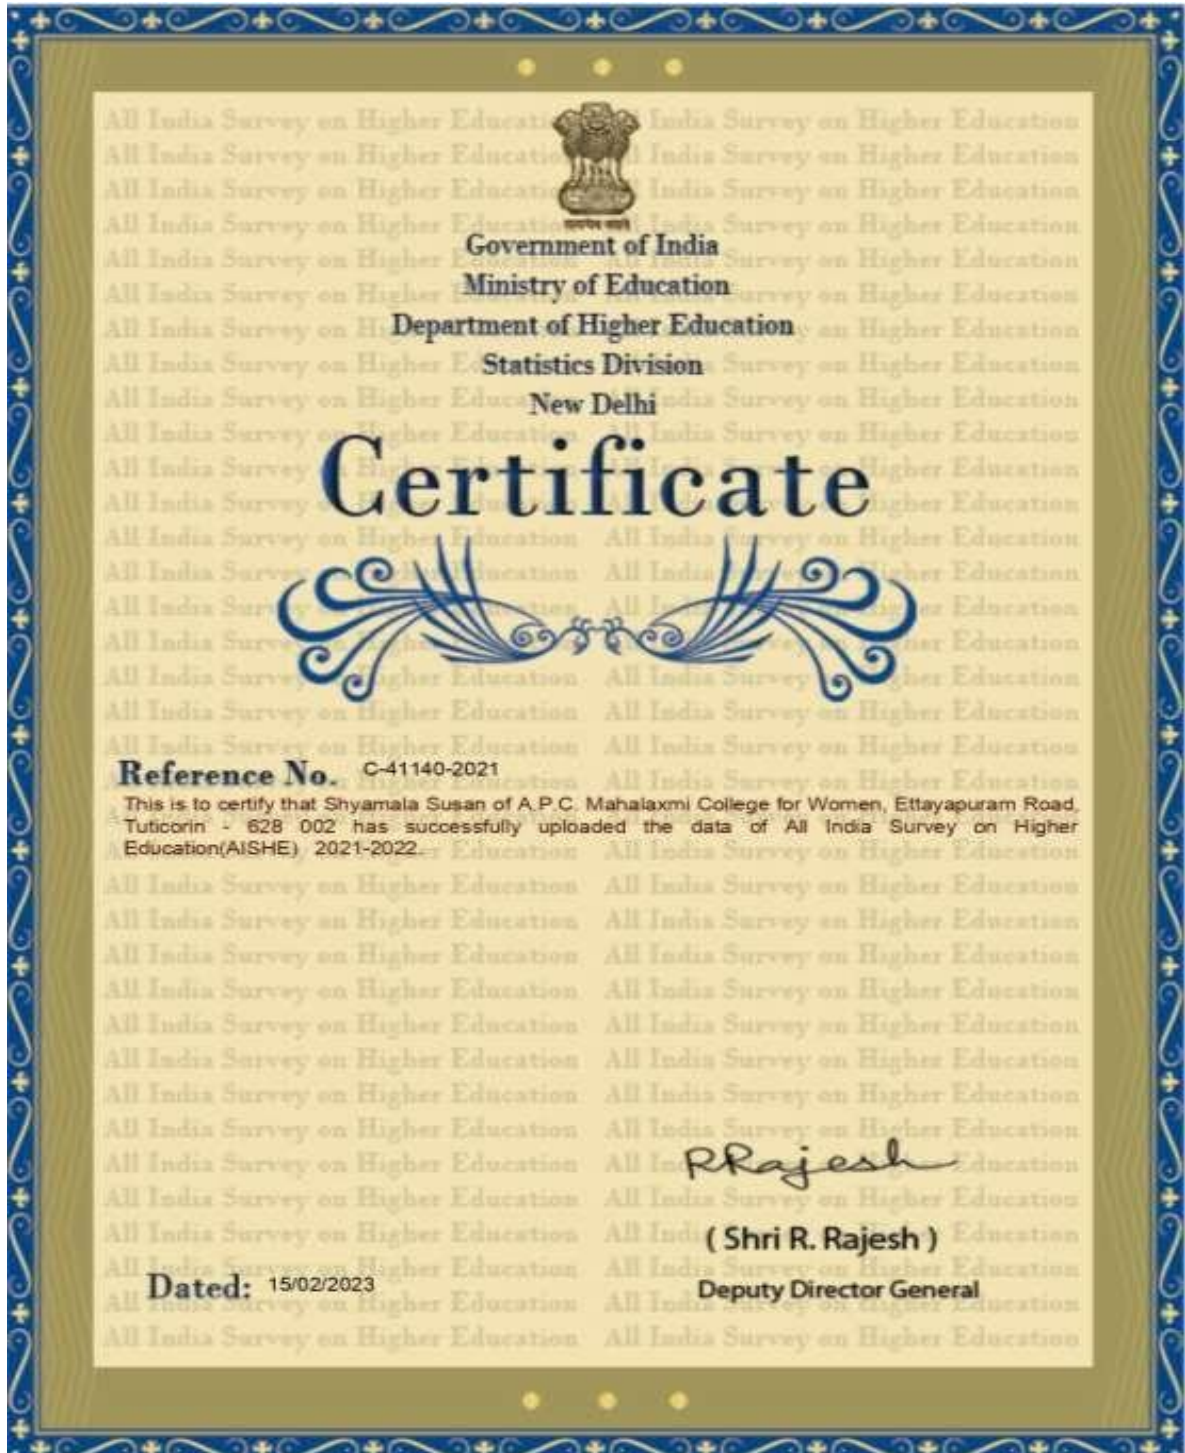 Government of India
Ministry of Education
Department of Higher Education
Statistics Division
New Delhi
Certificate
Reference No. C-41140-2021
This is to certify that Shyamala Susan of A.P.C. Mahalaxmi College for Women, Ettayapuram Road,
Tuticorin - 628 002 has successfully uploaded the data of All India Survey on Higher
Education(AISHE) 2021-2022.
RRajesh
( Shri R. Rajesh )
Dated: 15/02/2023
Deputy Director General